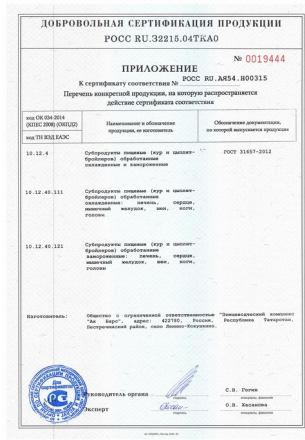 ДОБРОВОЛЬНАЯ СЕРТИФИКАЦИЯ ПРОДУКЦИИ
РОСС RU.З2215.04ТКА0
№ 0019444
ПРИЛОЖЕНИЕ
К сертификату соответствия № РОСС RU.АЯ54.Н00315
Перечень конкретной продукции, на которую распространяется
действие сертификата соответствия
код ОК 034-2014
(КПЕС 2008) (ОКПД2)
код ТН ВЭД ЕАЭС
Наименование и обозначение
продукции, ее изготовитель
Обозначение документации,
по которой выпускается продукция
10.12.4 Субпродукты пищевые (кур и цыплят- ГОСТ 31657-2012
бройлеров) обработанные
охлажденные и замороженные
10.12.40.111 Субпродукты пищевые (кур и цыплят-
бройлеров) обработанные
охлажденные: печень, сердце,
мышечный желудок, шеи, ноги,
головы
10.12.40.121 Субпродукты пищевые (кур и цыплят-
бройлеров) обработанные
замороженные: печень, сердце,
мышечный желудок, шеи, ноги,
головы
Изготовитель: Общество с ограниченной ответственностью "Птицеводческий комплекс
"Ак Барс", адрес: 422780, Россия, Республика Татарстан,
Пестречинский район, село Ленино-Кокушкино.
Руководитель органа С.В. Гогин
Эксперт О.В. Хасанова